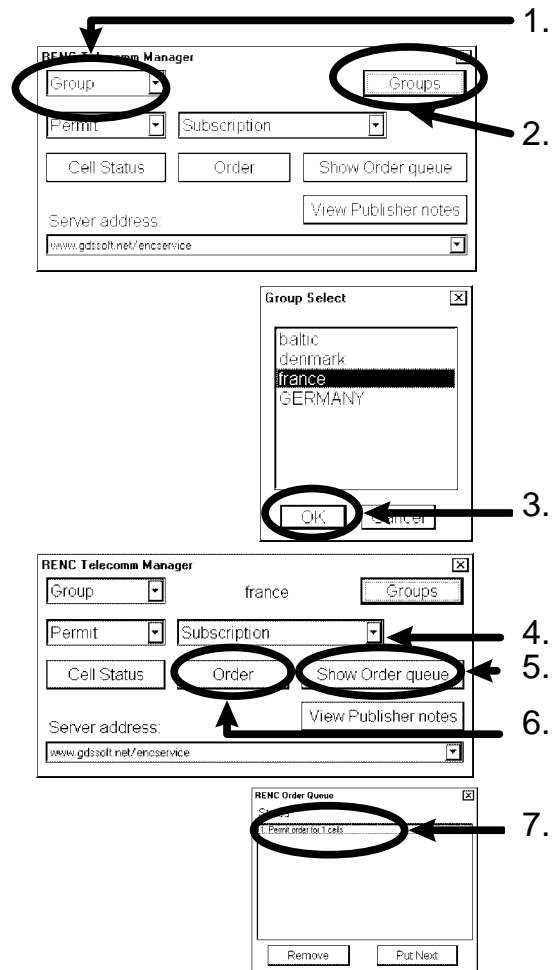 1.
RENC Telecomm Manager
Group Groups
2.
Permit Subscription
Cell Status Order Show Order queue
View Publisher notes
Server address:
www.gdssoft.net/encservice
Group Select
baltic
denmark
france
GERMANY
3.
OK Cancel
RENC Telecomm Manager
Group france Groups
Permit Subscription
4.
Cell Status Order Show Order queue
5.
View Publisher notes
6.
Server address:
www.gdssoft.net/encservice
RENC Order Queue
Status
1: Permit order for 1 cells
7.
Remove Put Next